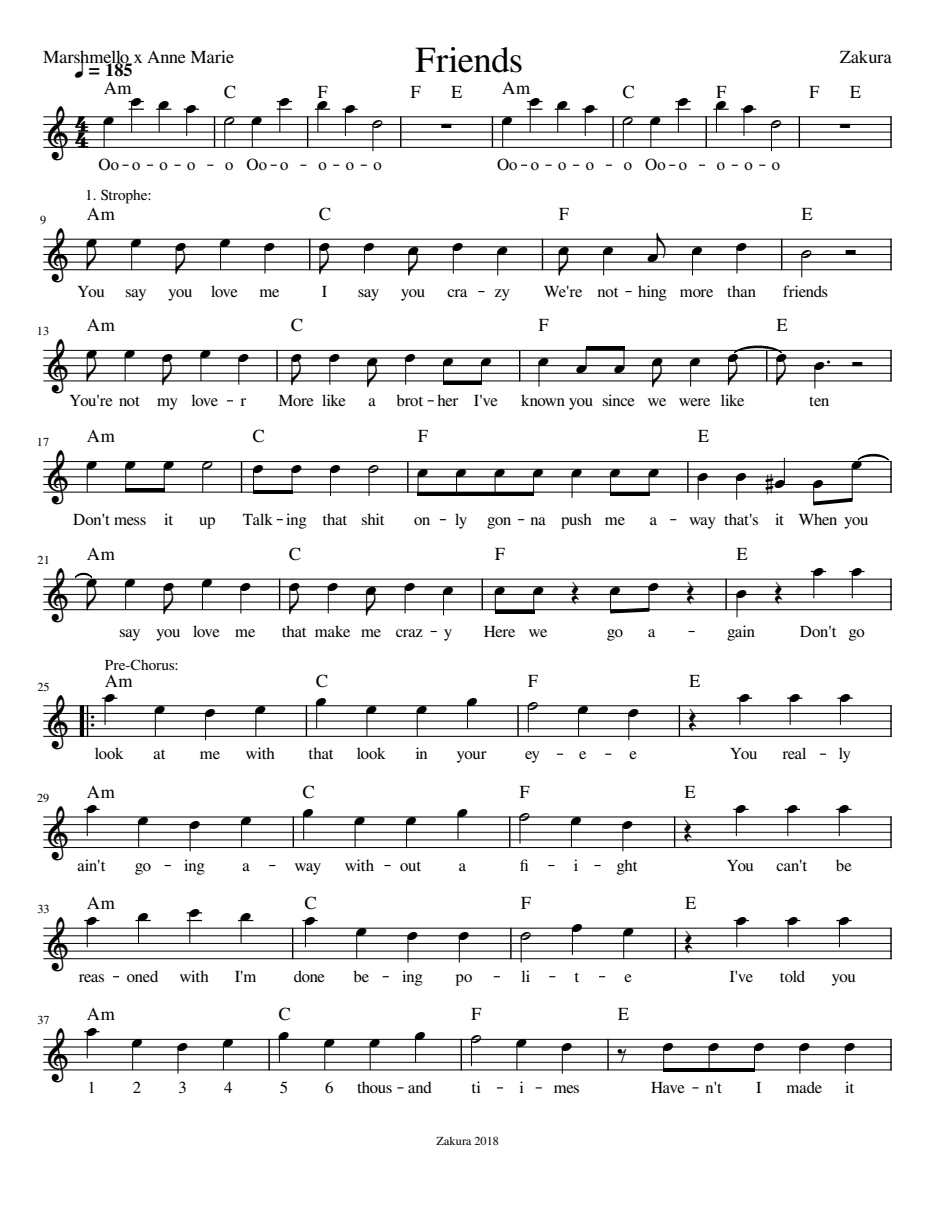 Marshmello x Anne Marie Friends Zakura
♩ = 185
Am C F F E Am C F F E
4/4
Oo-o-o-o-o Oo-o-o-o-o Oo-o-o-o-o Oo-o-o-o-o
1. Strophe:
9 Am C F E
You say you love me I say you cra-zy We're not-hing more than friends
13 Am C F E
You're not my love-r More like a brot-her I've known you since we were like ten
17 Am C F E
Don't mess it up Talk-ing that shit on-ly gon-na push me a-way that's it When you
21 Am C F E
say you love me that make me craz-y Here we go a-gain Don't go
Pre-Chorus:
25 Am C F E
look at me with that look in your ey-e-e You real-ly
29 Am C F E
ain't go-ing a-way with-out a fi-i-ght You can't be
33 Am C F E
reas-oned with I'm done be-ing po-li-t-e I've told you
37 Am C F E
1 2 3 4 5 6 thous-and ti-i-mes Have-n't I made it
Zakura 2018